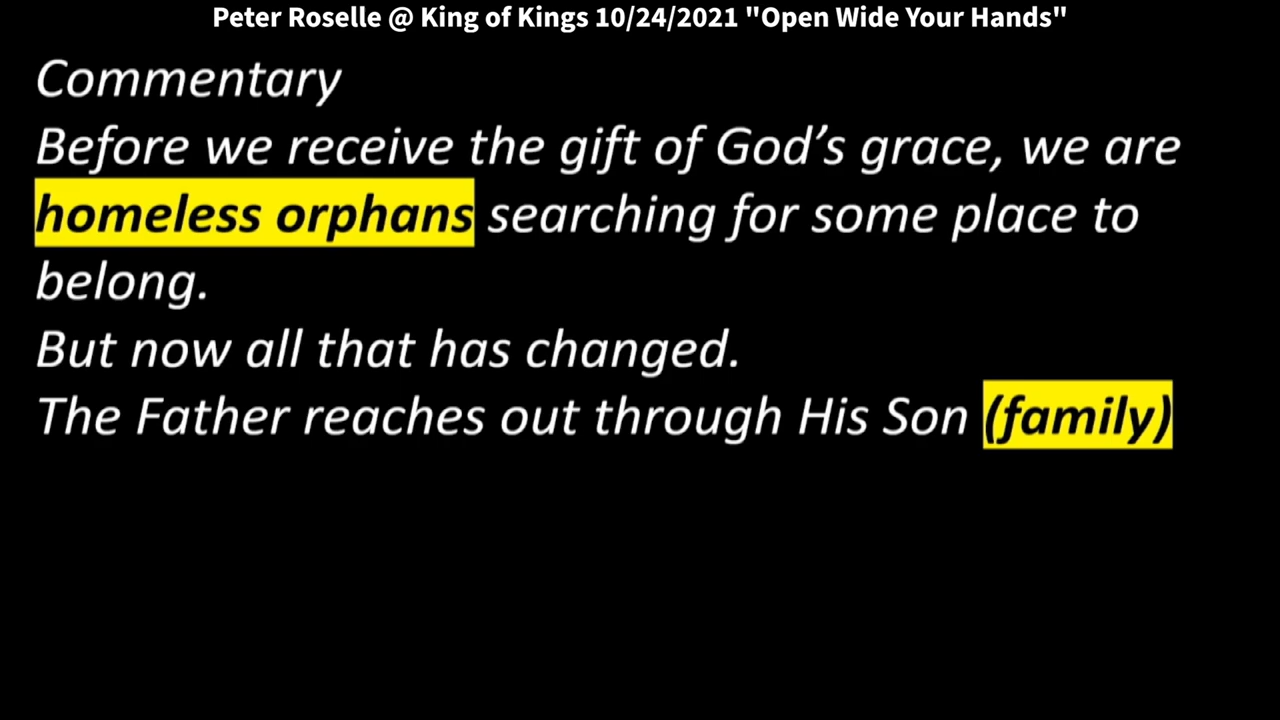 Peter Roselle @ King of Kings 10/24/2021 "Open Wide Your Hands"
Commentary
Before we receive the gift of God’s grace, we are
homeless orphans searching for some place to
belong.
But now all that has changed.
The Father reaches out through His Son (family)